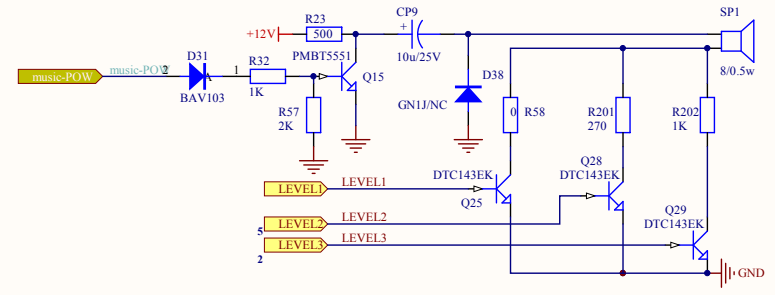 CP9
SP1
R23
+12V
500
+
10u/25V
8/0.5w
D31
R32
PMBT5551
Q15
D38
music-POW
music-POW
2
A
1
BAV103
1K
GN1J/NC
R57
2K
0
R58
R201
270
R202
1K
DTC143EK
Q28
DTC143EK
LEVEL1
LEVEL1
Q25
Q29
DTC143EK
LEVEL2
LEVEL2
5
LEVEL3
LEVEL3
2
GND